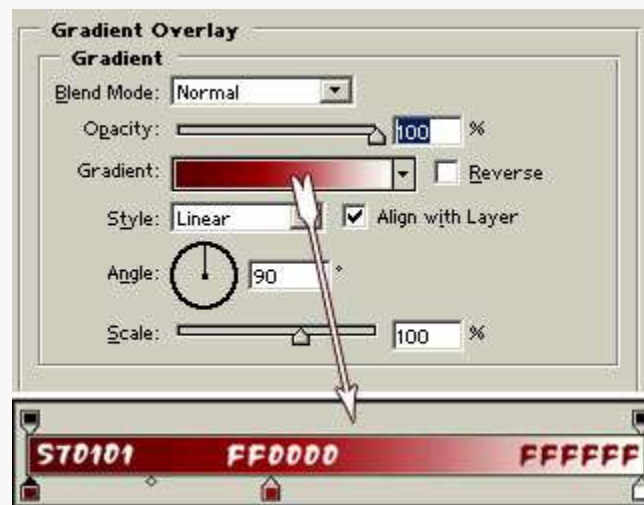 Gradient Overlay
Gradient
Blend Mode: Normal
Opacity: 100 %
Gradient: Reverse
Style: Linear Align with Layer
Angle: 90 °
Scale: 100 %
570101 FF0000 FFFFFF